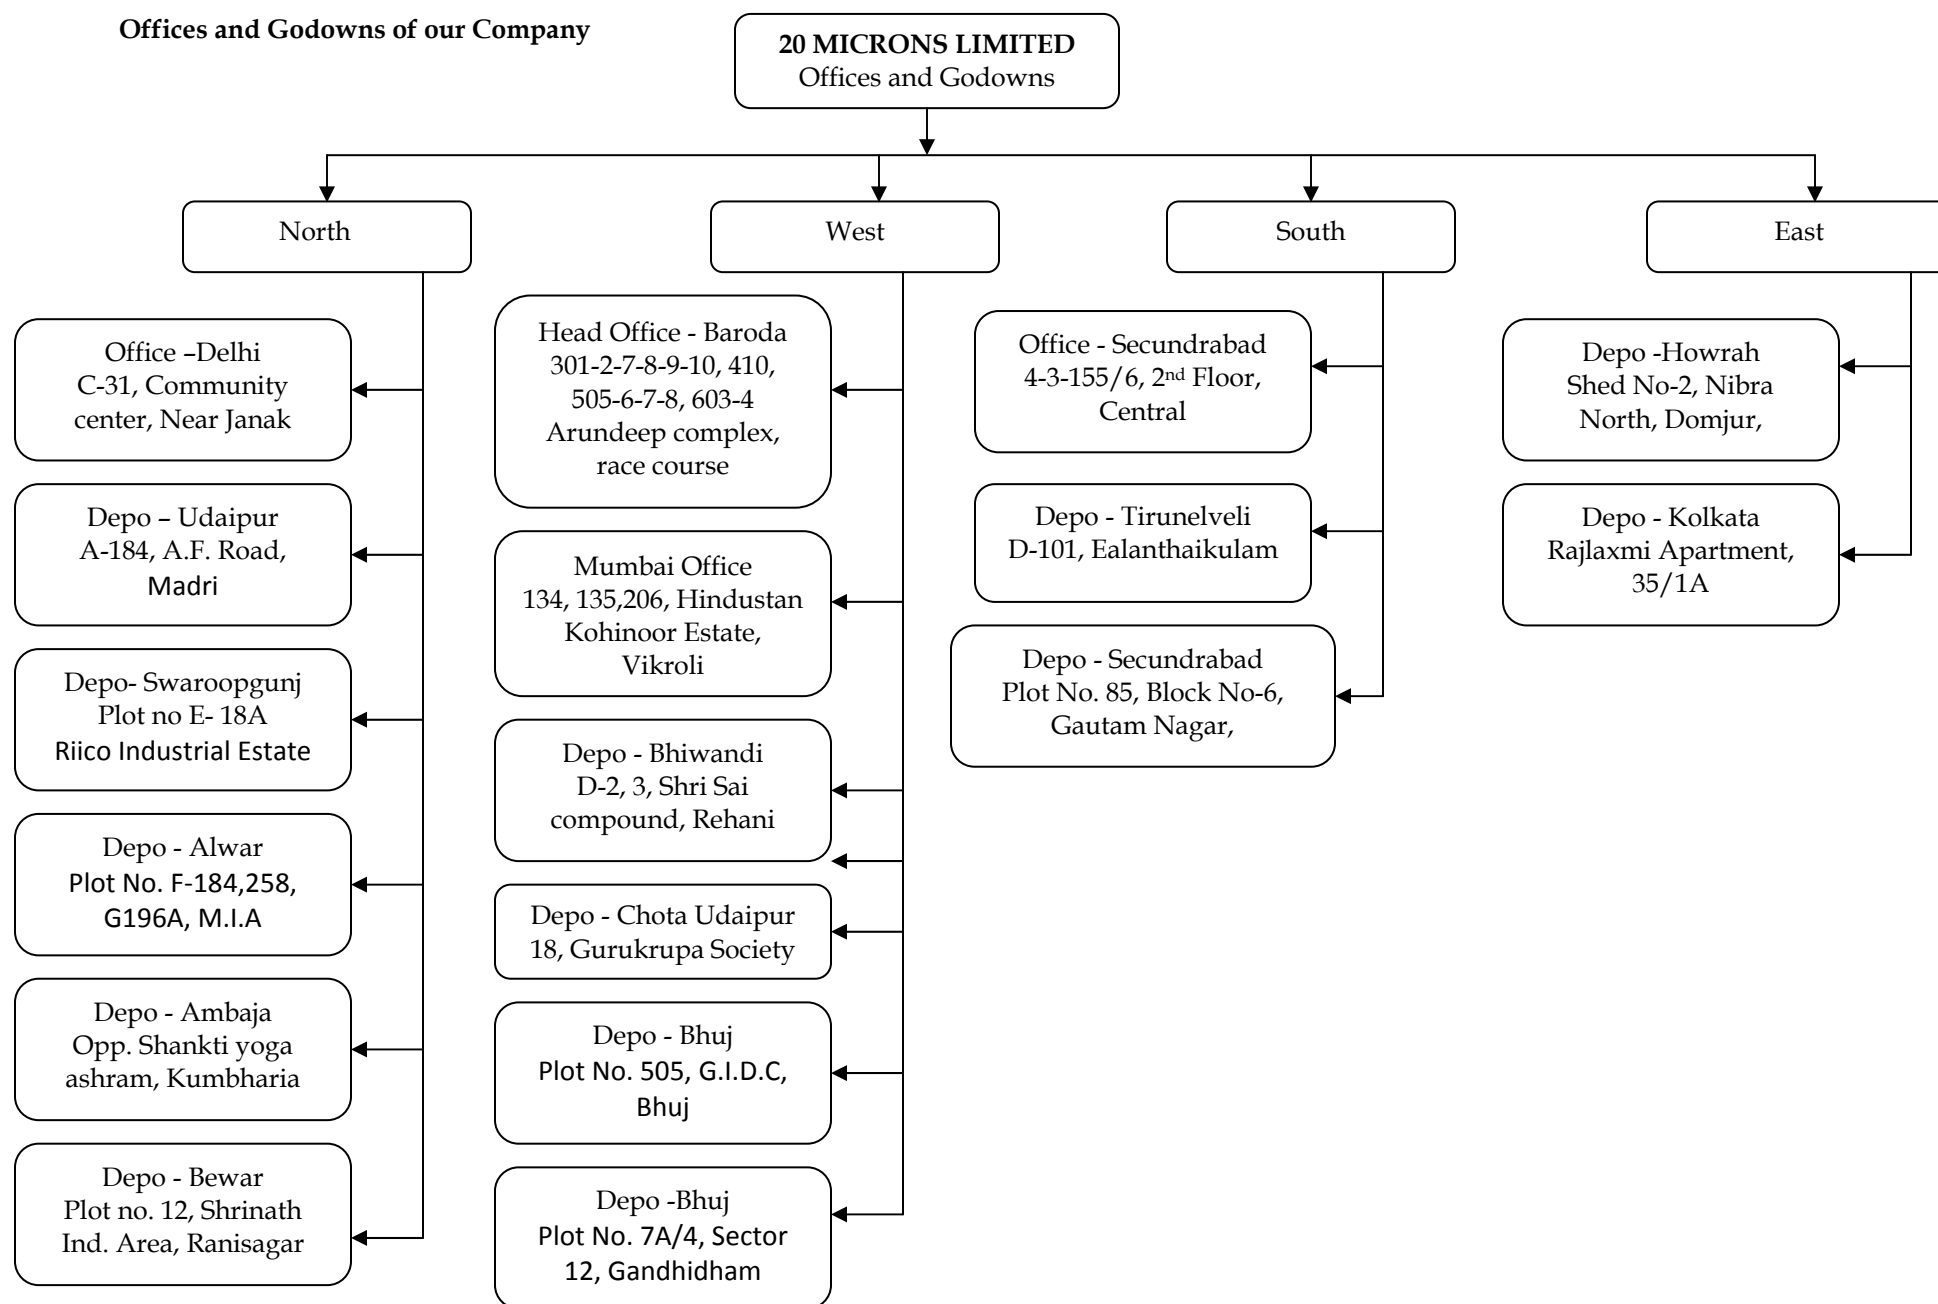 Offices and Godowns of our Company
20 MICRONS LIMITED
Offices and Godowns
North
West
South
East
Office –Delhi
C-31, Community
center, Near Janak
Depo – Udaipur
A-184, A.F. Road,
Madri
Depo- Swaroopgunj
Plot no E- 18A
Riico Industrial Estate
Depo - Alwar
Plot No. F-184,258,
G196A, M.I.A
Depo - Ambaja
Opp. Shankti yoga
ashram, Kumbharia
Depo - Bewar
Plot no. 12, Shrinath
Ind. Area, Ranisagar
Head Office - Baroda
301-2-7-8-9-10, 410,
505-6-7-8, 603-4
Arundeep complex,
race course
Mumbai Office
134, 135,206, Hindustan
Kohinoor Estate,
Vikroli
Depo - Bhiwandi
D-2, 3, Shri Sai
compound, Rehani
Depo - Chota Udaipur
18, Gurukrupa Society
Depo - Bhuj
Plot No. 505, G.I.D.C,
Bhuj
Depo -Bhuj
Plot No. 7A/4, Sector
12, Gandhidham
Office - Secundrabad
4-3-155/6, 2nd Floor,
Central
Depo - Tirunelveli
D-101, Ealanthaikulam
Depo - Secundrabad
Plot No. 85, Block No-6,
Gautam Nagar,
Depo -Howrah
Shed No-2, Nibra
North, Domjur,
Depo - Kolkata
Rajlaxmi Apartment,
35/1A